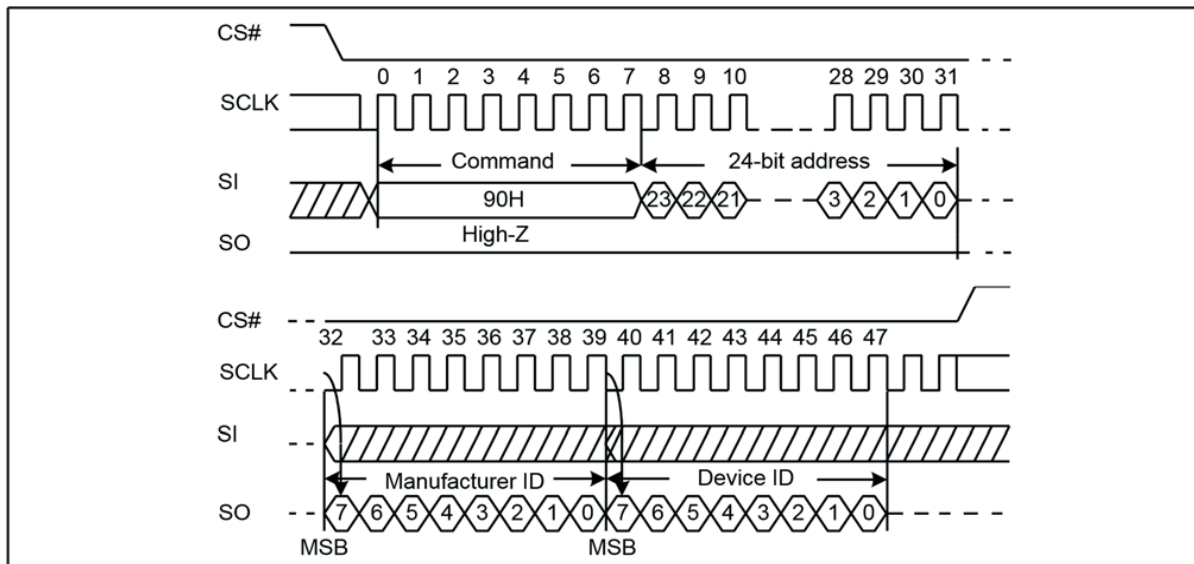 CS#
0 1 2 3 4 5 6 7 8 9 10 28 29 30 31
SCLK
Command 24-bit address
SI
90H 23 22 21 3 2 1 0
High-Z
SO
CS#
32 33 34 35 36 37 38 39 40 41 42 43 44 45 46 47
SCLK
SI
Manufacturer ID Device ID
SO 7 6 5 4 3 2 1 0 7 6 5 4 3 2 1 0
MSB MSB